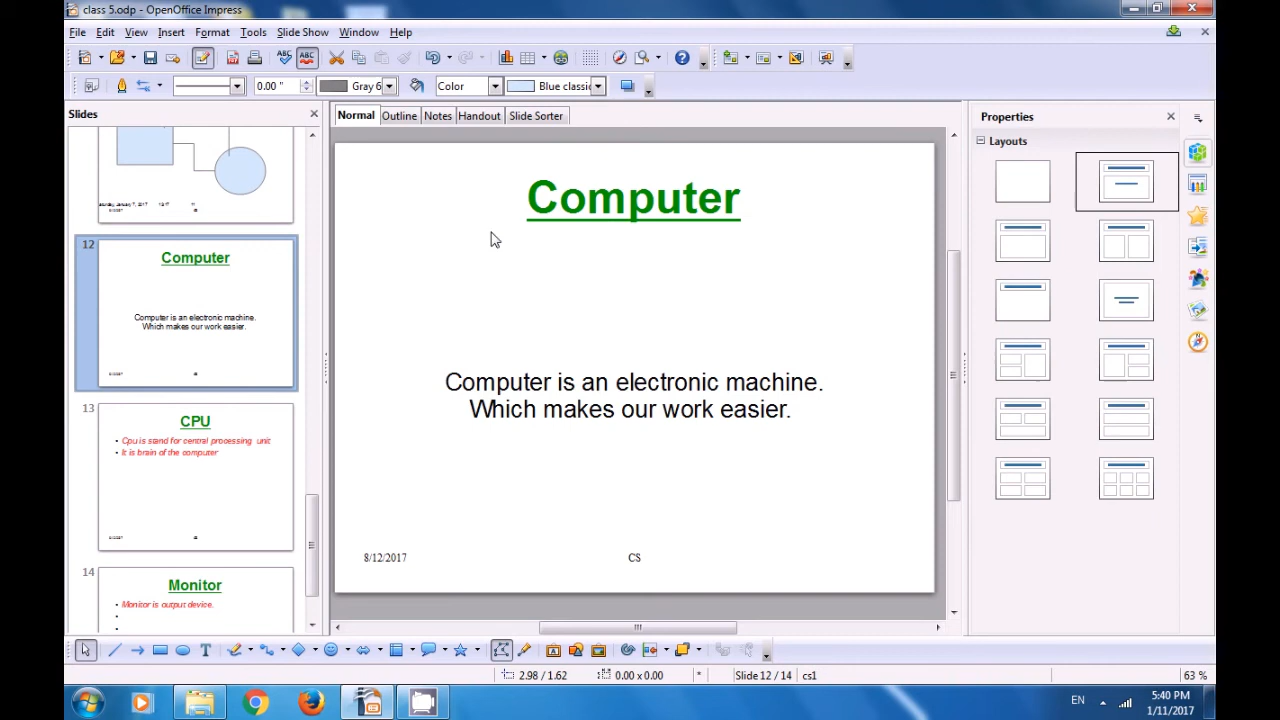 class 5.odp - OpenOffice Impress
File Edit View Insert Format Tools Slide Show Window Help
0.00 " Gray 6 Color Blue classic
Slides
Normal Outline Notes Handout Slide Sorter
Properties
Layouts
12
Computer
Computer is an electronic machine.
Which makes our work easier.
13
CPU
• Cpu is stand for central processing unit
• It is brain of the computer
14
Monitor
• Monitor is output device.
Computer
Computer is an electronic machine.
Which makes our work easier.
8/12/2017 CS
2.98 / 1.62 0.00 x 0.00 * Slide 12 / 14 cs1 63 %
EN 5:40 PM
1/11/2017